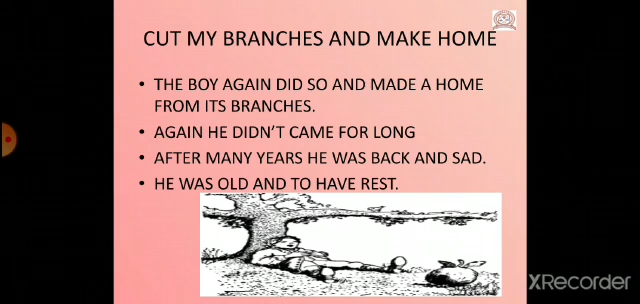 CUT MY BRANCHES AND MAKE HOME
• THE BOY AGAIN DID SO AND MADE A HOME
FROM ITS BRANCHES.
• AGAIN HE DIDN'T CAME FOR LONG
• AFTER MANY YEARS HE WAS BACK AND SAD.
• HE WAS OLD AND TO HAVE REST.
XRecorder